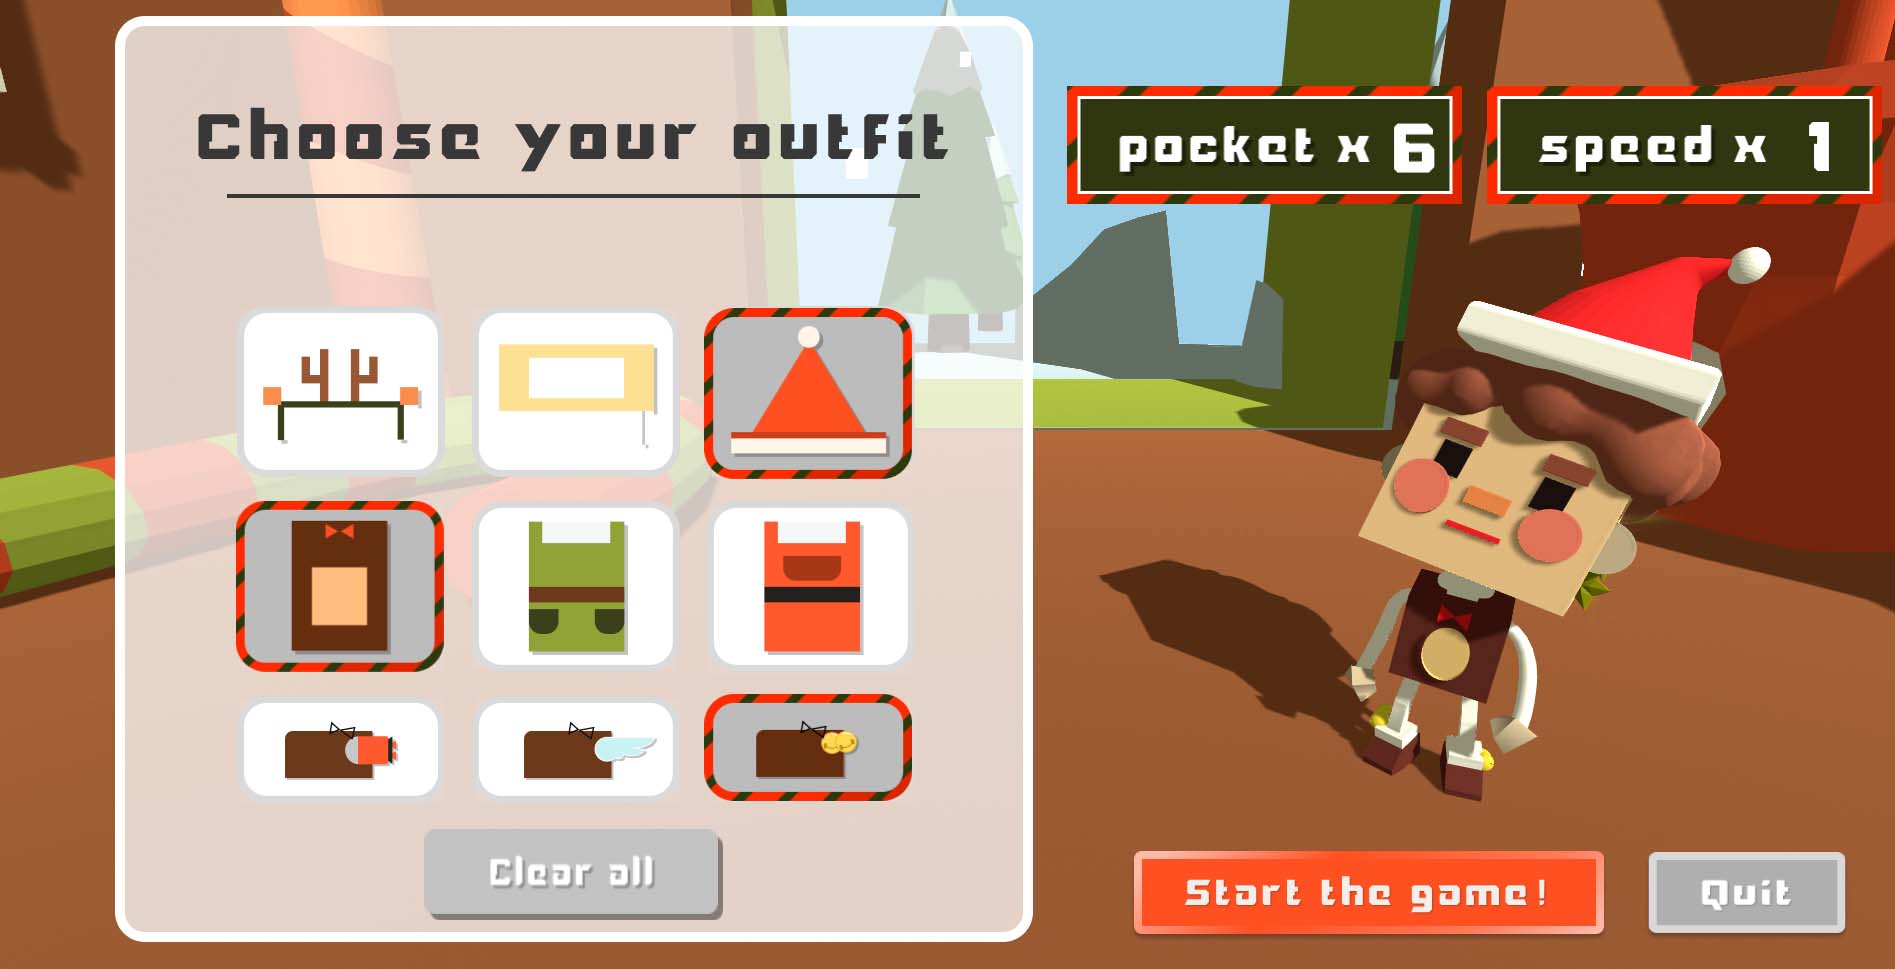 Choose your outfit
pocket x 6
speed x 1
Clear all
Start the game!
Quit